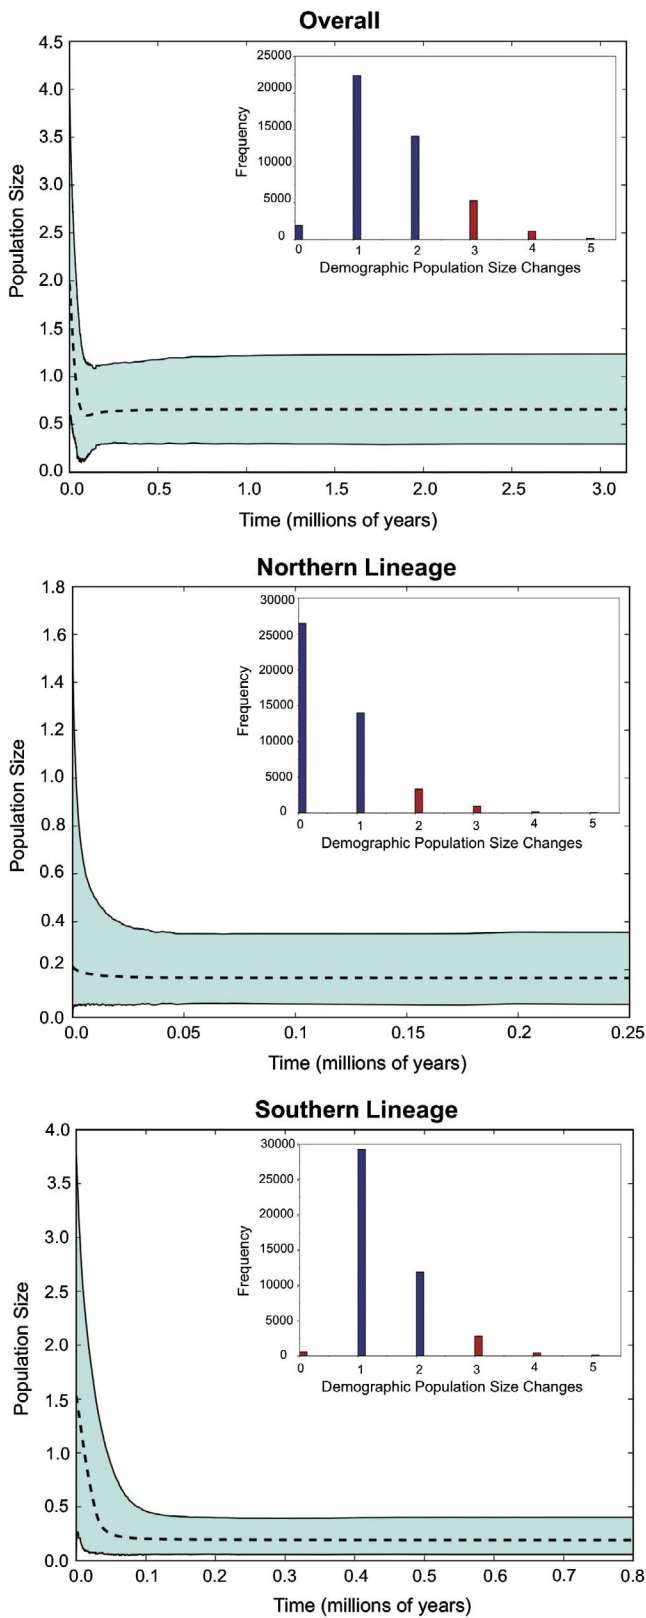 Overall
4.5
4.0
3.5
3.0
2.5
2.0
1.5
1.0
0.5
0.0
Population Size
0.0 0.5 1.0 1.5 2.0 2.5 3.0
Time (millions of years)
25000
20000
15000
10000
5000
0
Frequency
0 1 2 3 4 5
Demographic Population Size Changes
Northern Lineage
1.8
1.6
1.4
1.2
1.0
0.8
0.6
0.4
0.2
0.0
Population Size
0.0 0.05 0.1 0.15 0.2 0.25
Time (millions of years)
30000
25000
20000
15000
10000
5000
0
Frequency
0 1 2 3 4 5
Demographic Population Size Changes
Southern Lineage
4.0
3.5
3.0
2.5
2.0
1.5
1.0
0.5
0.0
Population Size
0.0 0.1 0.2 0.3 0.4 0.5 0.6 0.7 0.8
Time (millions of years)
30000
25000
20000
15000
10000
5000
0
Frequency
0 1 2 3 4 5
Demographic Population Size Changes